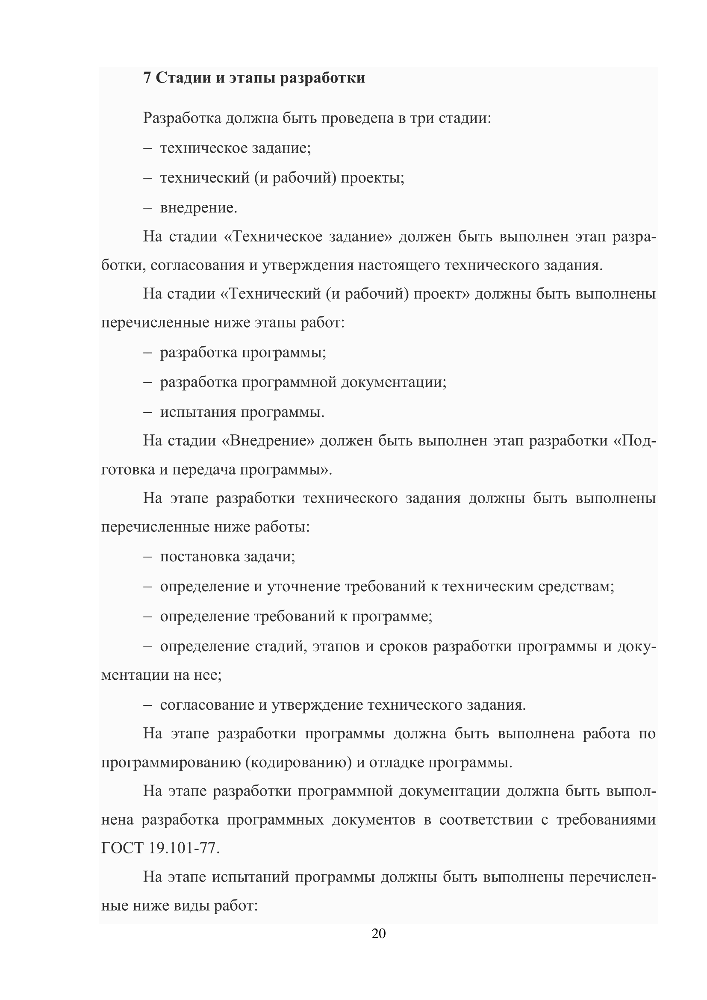 7 Стадии и этапы разработки
Разработка должна быть проведена в три стадии:
– техническое задание;
– технический (и рабочий) проекты;
– внедрение.
На стадии «Техническое задание» должен быть выполнен этап разра-
ботки, согласования и утверждения настоящего технического задания.
На стадии «Технический (и рабочий) проект» должны быть выполнены
перечисленные ниже этапы работ:
– разработка программы;
– разработка программной документации;
– испытания программы.
На стадии «Внедрение» должен быть выполнен этап разработки «Под-
готовка и передача программы».
На этапе разработки технического задания должны быть выполнены
перечисленные ниже работы:
– постановка задачи;
– определение и уточнение требований к техническим средствам;
– определение требований к программе;
– определение стадий, этапов и сроков разработки программы и доку-
ментации на нее;
– согласование и утверждение технического задания.
На этапе разработки программы должна быть выполнена работа по
программированию (кодированию) и отладке программы.
На этапе разработки программной документации должна быть выпол-
нена разработка программных документов в соответствии с требованиями
ГОСТ 19.101-77.
На этапе испытаний программы должны быть выполнены перечислен-
ные ниже виды работ:
20